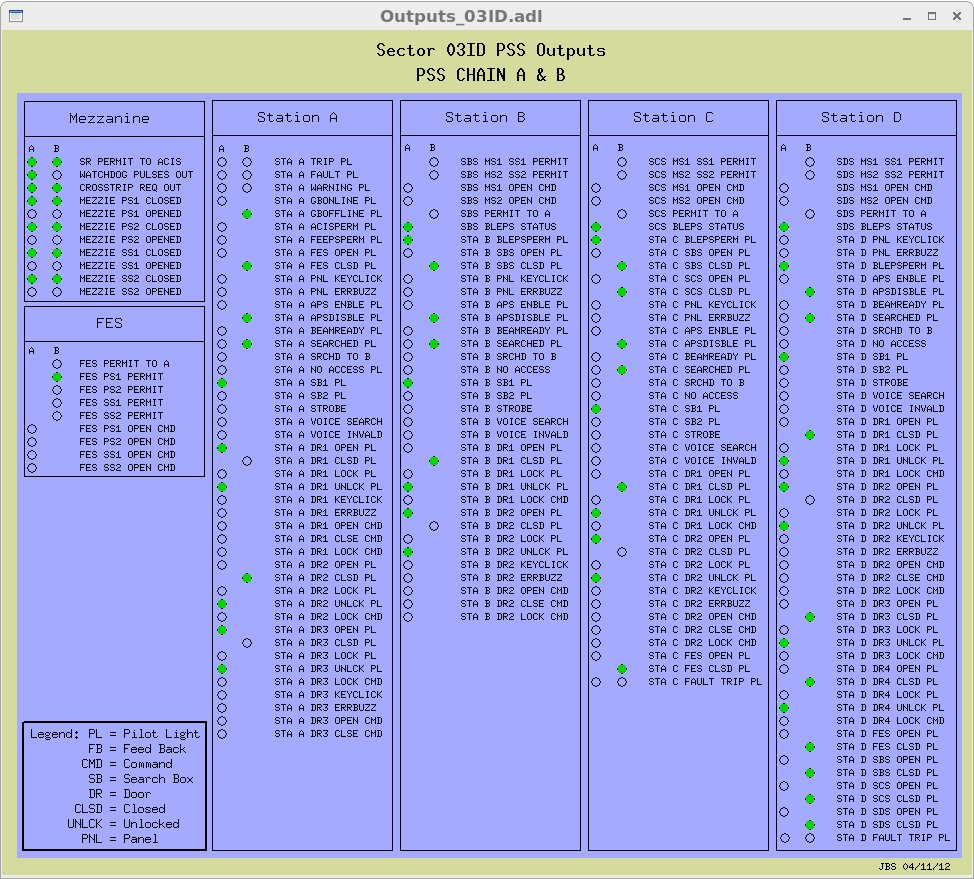 Outputs_03ID.adl
Sector 03ID PSS Outputs
PSS CHAIN A & B
Mezzanine
A B
SR PERMIT TO ACIS
WATCHDOG PULSES OUT
CROSSTRIP REQ OUT
MEZZIE PS1 CLOSED
MEZZIE PS1 OPENED
MEZZIE PS2 CLOSED
MEZZIE PS2 OPENED
MEZZIE SS1 CLOSED
MEZZIE SS1 OPENED
MEZZIE SS2 CLOSED
MEZZIE SS2 OPENED
FES
A B
FES PERMIT TO A
FES PS1 PERMIT
FES PS2 PERMIT
FES SS1 PERMIT
FES SS2 PERMIT
FES PS1 OPEN CMD
FES PS2 OPEN CMD
FES SS1 OPEN CMD
FES SS2 OPEN CMD
Legend: PL = Pilot Light
FB = Feed Back
CMD = Command
SB = Search Box
DR = Door
CLSD = Closed
UNLCK = Unlocked
PNL = Panel
Station A
A B
STA A TRIP PL
STA A FAULT PL
STA A WARNING PL
STA A GBONLINE PL
STA A GBOFFLINE PL
STA A ACISPERM PL
STA A FEEPSPERM PL
STA A FES OPEN PL
STA A FES CLSD PL
STA A PNL KEYCLICK
STA A PNL ERRBUZZ
STA A APS ENBLE PL
STA A APSDISBLE PL
STA A BEAMREADY PL
STA A SEARCHED PL
STA A SRCHD TO B
STA A NO ACCESS PL
STA A SB1 PL
STA A SB2 PL
STA A STROBE
STA A VOICE SEARCH
STA A VOICE INVALD
STA A DR1 OPEN PL
STA A DR1 CLSD PL
STA A DR1 LOCK PL
STA A DR1 UNLCK PL
STA A DR1 KEYCLICK
STA A DR1 ERRBUZZ
STA A DR1 OPEN CMD
STA A DR1 CLSE CMD
STA A DR1 LOCK CMD
STA A DR2 OPEN PL
STA A DR2 CLSD PL
STA A DR2 LOCK PL
STA A DR2 UNLCK PL
STA A DR2 LOCK CMD
STA A DR3 OPEN PL
STA A DR3 CLSD PL
STA A DR3 LOCK PL
STA A DR3 UNLCK PL
STA A DR3 LOCK CMD
STA A DR3 KEYCLICK
STA A DR3 ERRBUZZ
STA A DR3 OPEN CMD
STA A DR3 CLSE CMD
Station B
A B
SBS MS1 SS1 PERMIT
SBS MS2 SS2 PERMIT
SBS MS1 OPEN CMD
SBS MS2 OPEN CMD
SBS PERMIT TO A
SBS BLEPS STATUS
STA B BLEPSPERM PL
STA B SBS OPEN PL
STA B SBS CLSD PL
STA B PNL KEYCLICK
STA B PNL ERRBUZZ
STA B APS ENBLE PL
STA B APSDISBLE PL
STA B BEAMREADY PL
STA B SEARCHED PL
STA B SRCHD TO B
STA B NO ACCESS
STA B SB1 PL
STA B SB2 PL
STA B STROBE
STA B VOICE SEARCH
STA B VOICE INVALD
STA B DR1 OPEN PL
STA B DR1 CLSD PL
STA B DR1 LOCK PL
STA B DR1 UNLCK PL
STA B DR1 LOCK CMD
STA B DR2 OPEN PL
STA B DR2 CLSD PL
STA B DR2 LOCK PL
STA B DR2 UNLCK PL
STA B DR2 KEYCLICK
STA B DR2 ERRBUZZ
STA B DR2 OPEN CMD
STA B DR2 CLSE CMD
STA B DR2 LOCK CMD
Station C
A B
SCS MS1 SS1 PERMIT
SCS MS2 SS2 PERMIT
SCS MS1 OPEN CMD
SCS MS2 OPEN CMD
SCS PERMIT TO A
SCS BLEPS STATUS
STA C BLEPSPERM PL
STA C SBS OPEN PL
STA C SBS CLSD PL
STA C SCS OPEN PL
STA C SCS CLSD PL
STA C PNL KEYCLICK
STA C PNL ERRBUZZ
STA C APS ENBLE PL
STA C APSDISBLE PL
STA C BEAMREADY PL
STA C SEARCHED PL
STA C SRCHD TO B
STA C NO ACCESS
STA C SB1 PL
STA C SB2 PL
STA C STROBE
STA C VOICE SEARCH
STA C VOICE INVALD
STA C DR1 OPEN PL
STA C DR1 CLSD PL
STA C DR1 LOCK PL
STA C DR1 UNLCK PL
STA C DR1 LOCK CMD
STA C DR2 OPEN PL
STA C DR2 CLSD PL
STA C DR2 LOCK PL
STA C DR2 UNLCK PL
STA C DR2 KEYCLICK
STA C DR2 ERRBUZZ
STA C DR2 OPEN CMD
STA C DR2 CLSE CMD
STA C DR2 LOCK CMD
STA C FES OPEN PL
STA C FES CLSD PL
STA C FAULT TRIP PL
Station D
A B
SDS MS1 SS1 PERMIT
SDS MS2 SS2 PERMIT
SDS MS1 OPEN CMD
SDS MS2 OPEN CMD
SDS PERMIT TO A
SDS BLEPS STATUS
STA D PNL KEYCLICK
STA D PNL ERRBUZZ
STA D BLEPSPERM PL
STA D APS ENBLE PL
STA D APSDISBLE PL
STA D BEAMREADY PL
STA D SEARCHED PL
STA D SRCHD TO B
STA D NO ACCESS
STA D SB1 PL
STA D SB2 PL
STA D STROBE
STA D VOICE SEARCH
STA D VOICE INVALD
STA D DR1 OPEN PL
STA D DR1 CLSD PL
STA D DR1 LOCK PL
STA D DR1 UNLCK PL
STA D DR1 LOCK CMD
STA D DR2 OPEN PL
STA D DR2 CLSD PL
STA D DR2 LOCK PL
STA D DR2 UNLCK PL
STA D DR2 KEYCLICK
STA D DR2 ERRBUZZ
STA D DR2 OPEN CMD
STA D DR2 CLSE CMD
STA D DR2 LOCK CMD
STA D DR3 OPEN PL
STA D DR3 CLSD PL
STA D DR3 LOCK PL
STA D DR3 UNLCK PL
STA D DR3 LOCK CMD
STA D DR4 OPEN PL
STA D DR4 CLSD PL
STA D DR4 LOCK PL
STA D DR4 UNLCK PL
STA D DR4 LOCK CMD
STA D FES OPEN PL
STA D FES CLSD PL
STA D SBS OPEN PL
STA D SBS CLSD PL
STA D SCS OPEN PL
STA D SCS CLSD PL
STA D SDS OPEN PL
STA D SDS CLSD PL
STA D FAULT TRIP PL
JBS 04/11/12